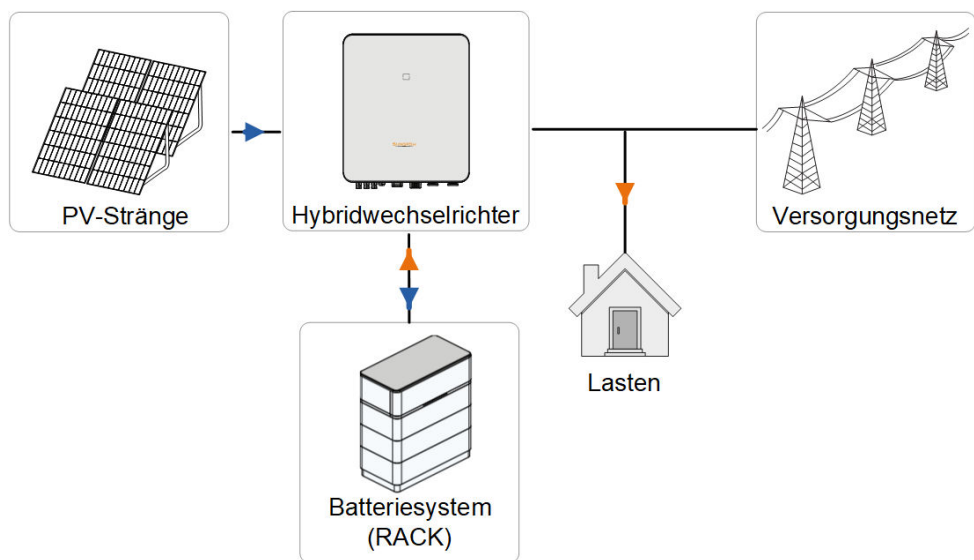 PV-Stränge
Hybridwechselrichter
Versorgungsnetz
Lasten
Batteriesystem
(RACK)